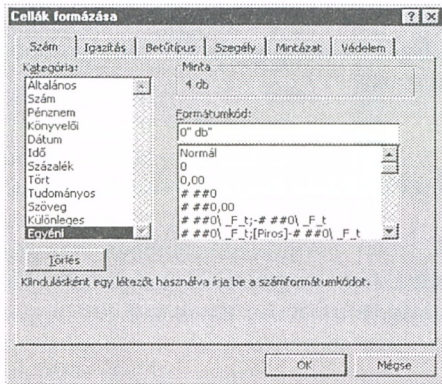 Cellák formázása
Szám Igazítás Betűtípus Szegély Mintázat Védelem
Kategória:
Általános
Szám
Pénznem
Könyvelői
Dátum
Idő
Százalék
Tört
Tudományos
Szöveg
Különleges
Egyéni
Minta
4 db
Formátumkód:
0" db"
Normál
0
0,00
# ##0
# ##0,00
# ##0\ _F_t;-# ##0\ _F_t
# ##0\ _F_t;[Piros]-# ##0\ _F_t
Törlés
Kiindulásként egy létezőt használva írja be a számformátumkódot.
OK Mégse